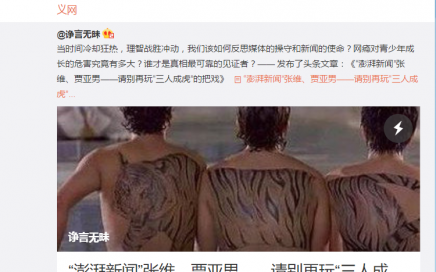 义网
@诤言无昧
当时间冷却狂热，理智战胜冲动，我们该如何反思媒体的操守和新闻的使命？网瘾对青少年成
长的危害究竟有多大？谁才是真相最可靠的见证者？—— 发布了头条文章：《“澎湃新闻”张
维、贾亚男——请别再玩“三人成虎”的把戏》 “澎湃新闻”张维、贾亚男——请别再玩“三人成
虎”...
诤言无昧
“澎湃新闻”张维、贾亚男——请别再玩“三人成